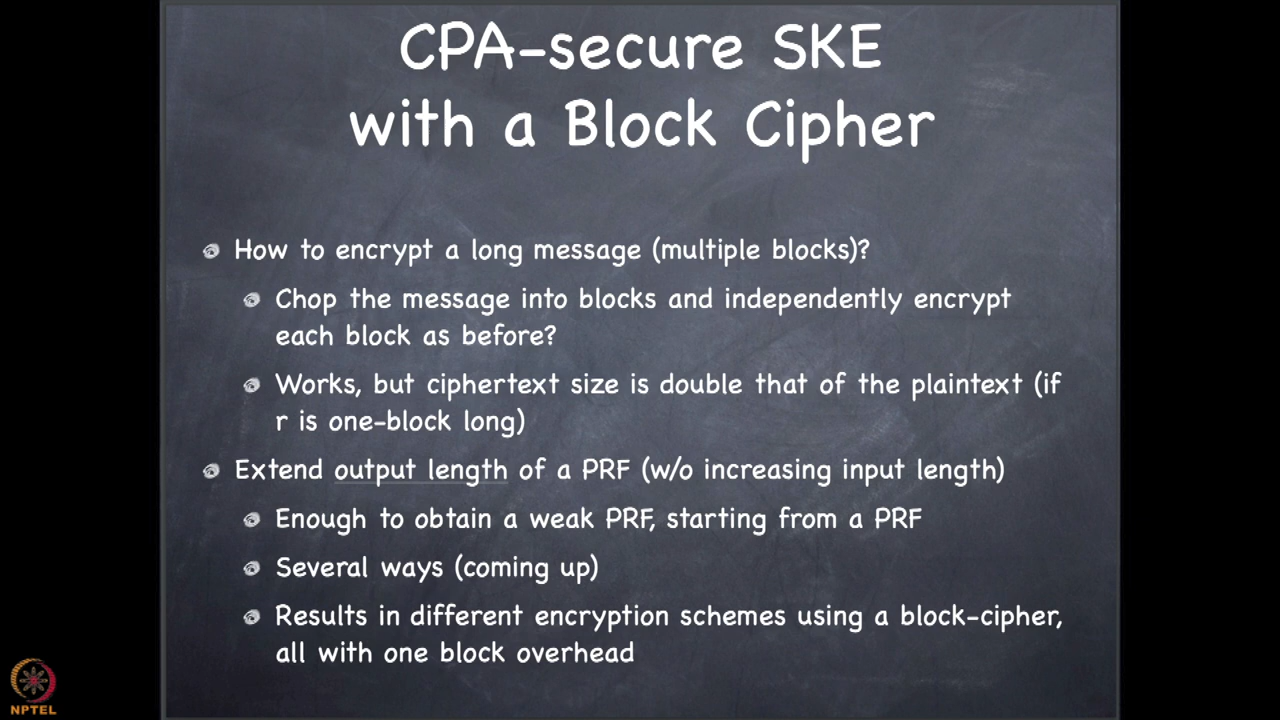 CPA-secure SKE
with a Block Cipher
How to encrypt a long message (multiple blocks)?
Chop the message into blocks and independently encrypt
each block as before?
Works, but ciphertext size is double that of the plaintext (if
r is one-block long)
Extend output length of a PRF (w/o increasing input length)
Enough to obtain a weak PRF, starting from a PRF
Several ways (coming up)
Results in different encryption schemes using a block-cipher,
all with one block overhead
NPTEL